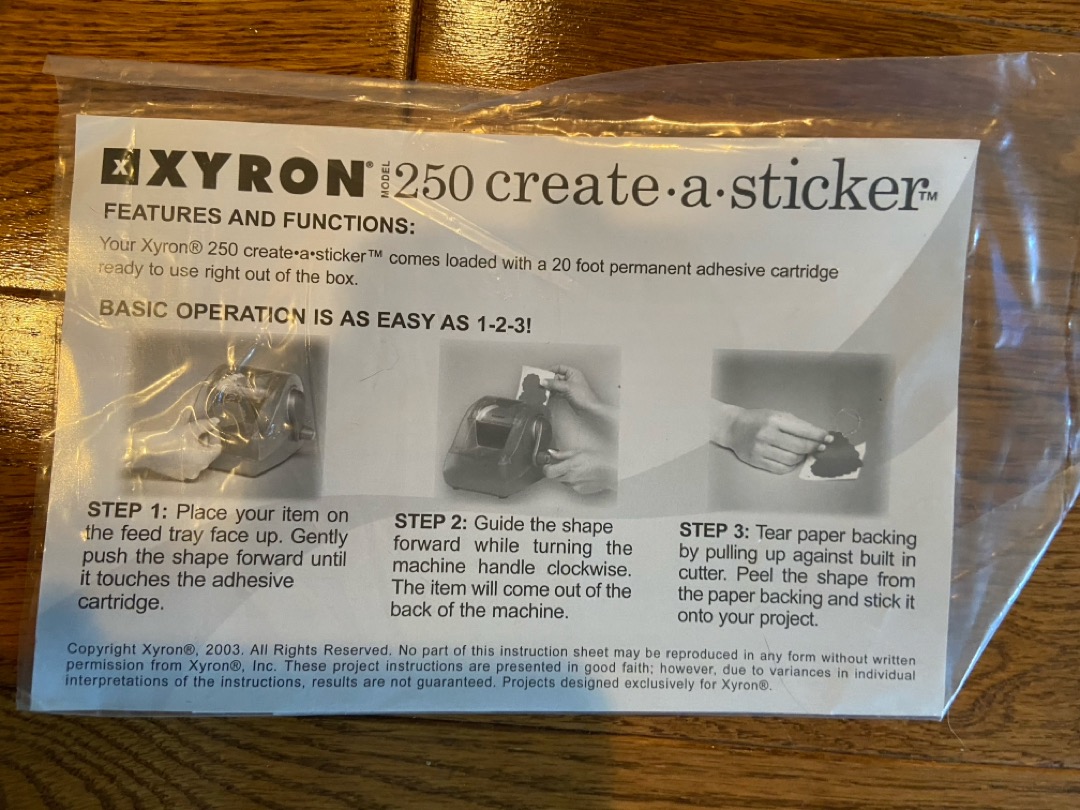 XYRON® MODEL 250 create•a•sticker™
FEATURES AND FUNCTIONS:
Your Xyron® 250 create•a•sticker™ comes loaded with a 20 foot permanent adhesive cartridge
ready to use right out of the box.
BASIC OPERATION IS AS EASY AS 1-2-3!
STEP 1: Place your item on
the feed tray face up. Gently
push the shape forward until
it touches the adhesive
cartridge.
STEP 2: Guide the shape
forward while turning the
machine handle clockwise.
The item will come out of the
back of the machine.
STEP 3: Tear paper backing
by pulling up against built in
cutter. Peel the shape from
the paper backing and stick it
onto your project.
Copyright Xyron®, 2003. All Rights Reserved. No part of this instruction sheet may be reproduced in any form without written
permission from Xyron®, Inc. These project instructions are presented in good faith; however, due to variances in individual
interpretations of the instructions, results are not guaranteed. Projects designed exclusively for Xyron®.